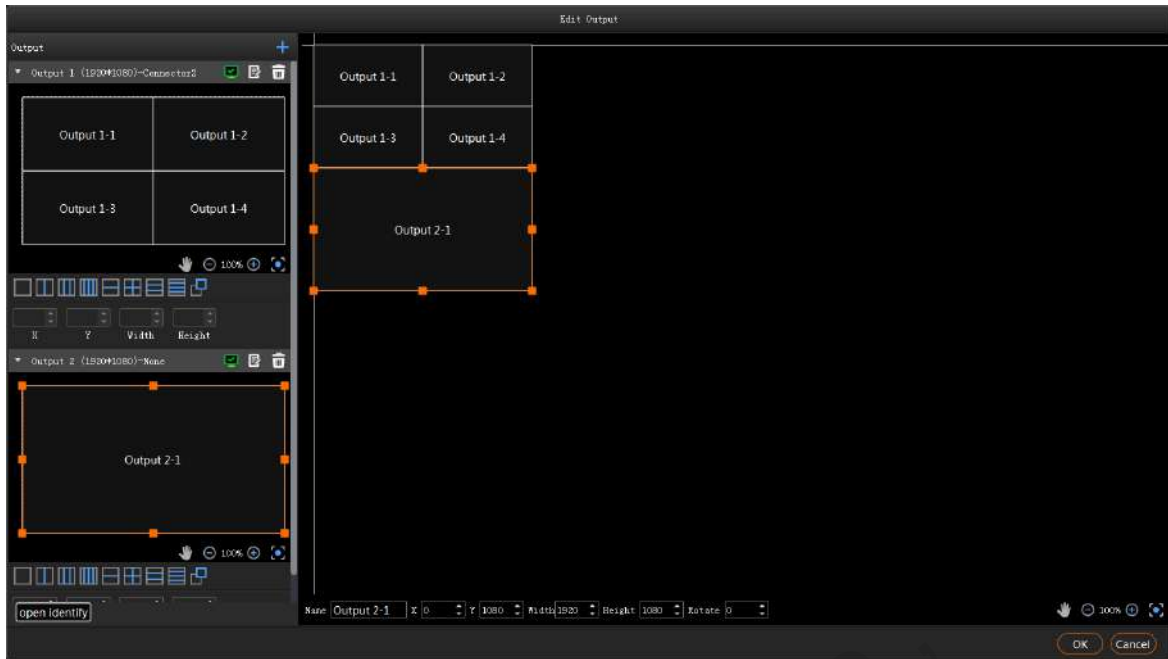 Edit Output
Output
Output 1 (1920*1080)-Connector2
Output 1-1 Output 1-2
Output 1-3 Output 1-4
100%
X Y Width Height
Output 2 (1920*1080)-None
Output 2-1
100%
open identify
Output 1-1 Output 1-2
Output 1-3 Output 1-4
Output 2-1
Name Output 2-1 X 0 Y 1080 Width 1920 Height 1080 Rotate 0
100%
OK Cancel